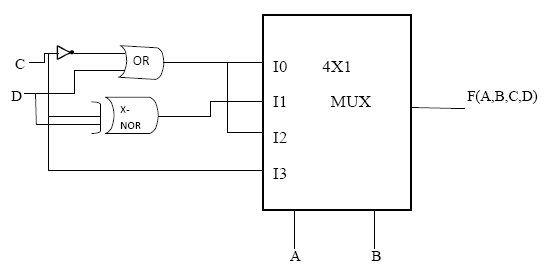 C
D
OR
X-
NOR
I0
I1
I2
I3
4X1
MUX
F(A,B,C,D)
A
B